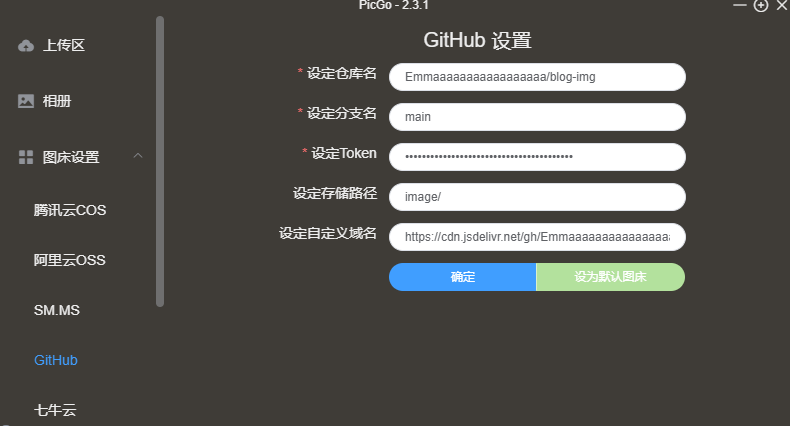 PicGo - 2.3.1
上传区
相册
图床设置
腾讯云COS
阿里云OSS
SM.MS
GitHub
七牛云
GitHub 设置
* 设定仓库名
Emmaaaaaaaaaaaaaaaaa/blog-img
* 设定分支名
main
* 设定Token
••••••••••••••••••••••••••••••••••••••••
设定存储路径
image/
设定自定义域名
https://cdn.jsdelivr.net/gh/Emmaaaaaaaaaaaaaaa
确定
设为默认图床